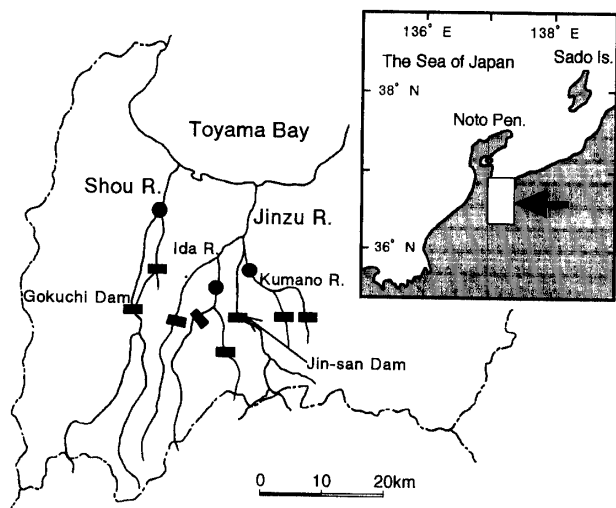 136° E
138° E
The Sea of Japan
Sado Is.
38° N
Noto Pen.
36° N
Toyama Bay
Shou R.
Jinzu R.
Ida R.
Kumano R.
Gokuchi Dam
Jin-san Dam
0 10 20km